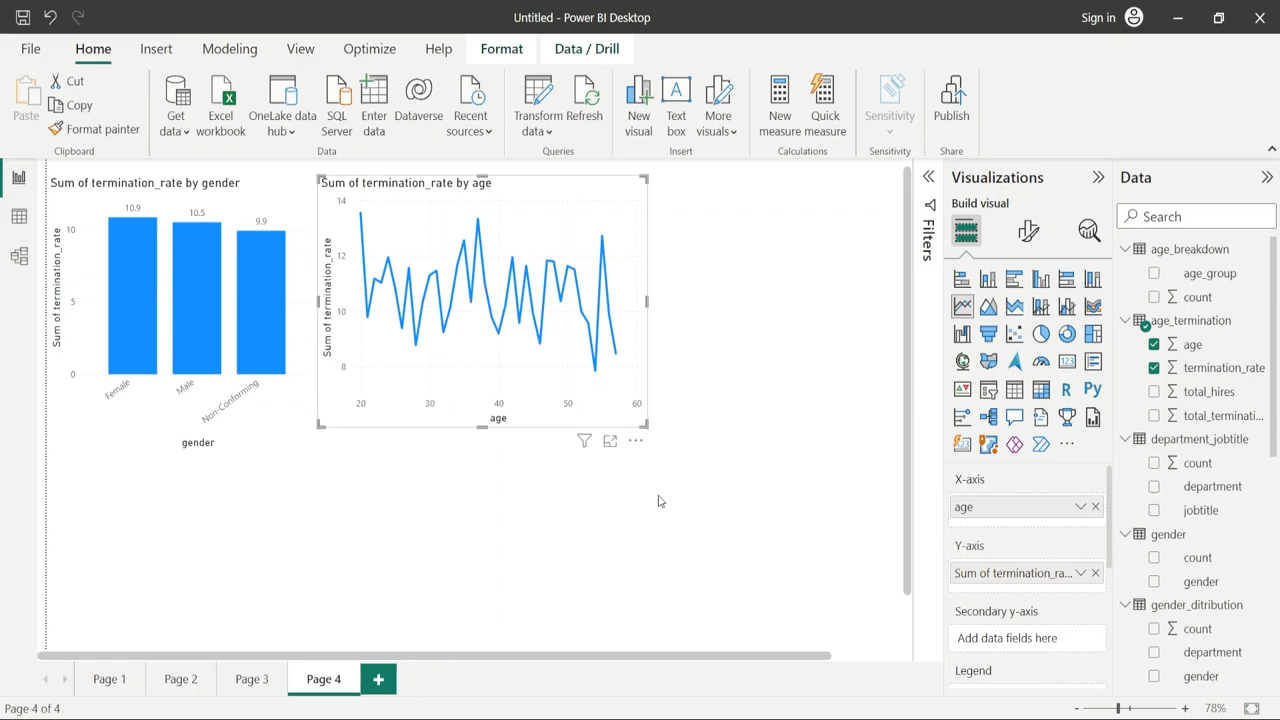 Untitled - Power BI Desktop
Sign in
File Home Insert Modeling View Optimize Help Format Data / Drill
Paste
Cut
Copy
Format painter
Get data
Excel workbook
OneLake data hub
SQL Server
Enter data
Dataverse
Recent sources
Transform data
Refresh
New visual
Text box
More visuals
New measure
Quick measure
Sensitivity
Publish
Clipboard Data Queries Insert Calculations Sensitivity Share
Sum of termination_rate by gender
Sum of termination_rate
10
5
0
10.9
10.5
9.9
Female
Male
Non-Conforming
gender
Sum of termination_rate by age
Sum of termination_rate
14
12
10
8
20 30 40 50 60
age
Filters
Visualizations
Build visual
R
Py
123
X-axis
age
Y-axis
Sum of termination_ra...
Secondary y-axis
Add data fields here
Legend
Data
Search
age_breakdown
age_group
count
age_termination
age
termination_rate
total_hires
total_terminati...
department_jobtitle
count
department
jobtitle
gender
count
gender
gender_ditribution
count
department
gender
Page 1 Page 2 Page 3 Page 4
Page 4 of 4
78%